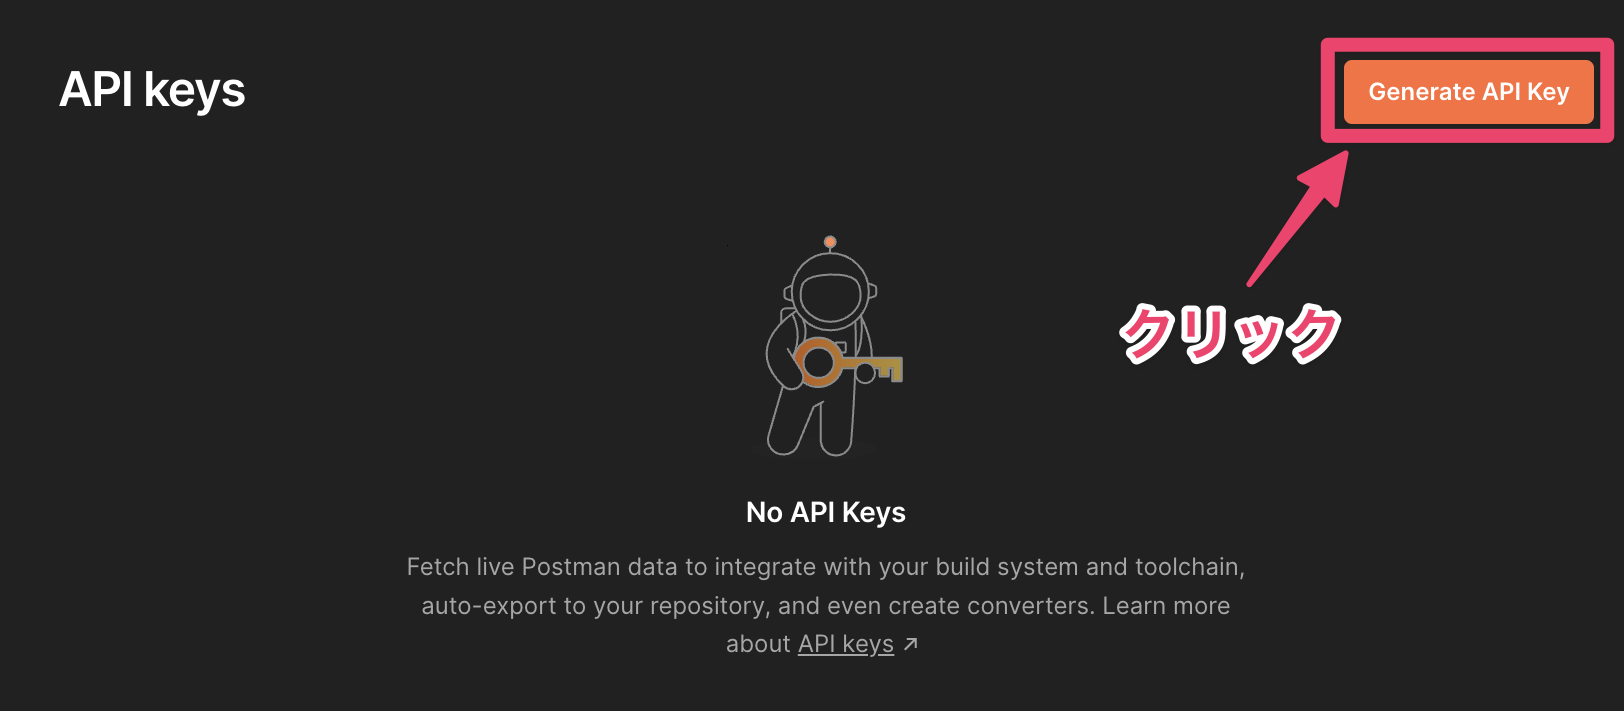 API keys
Generate API Key
クリック
No API Keys
Fetch live Postman data to integrate with your build system and toolchain,
auto-export to your repository, and even create converters. Learn more
about API keys ↗